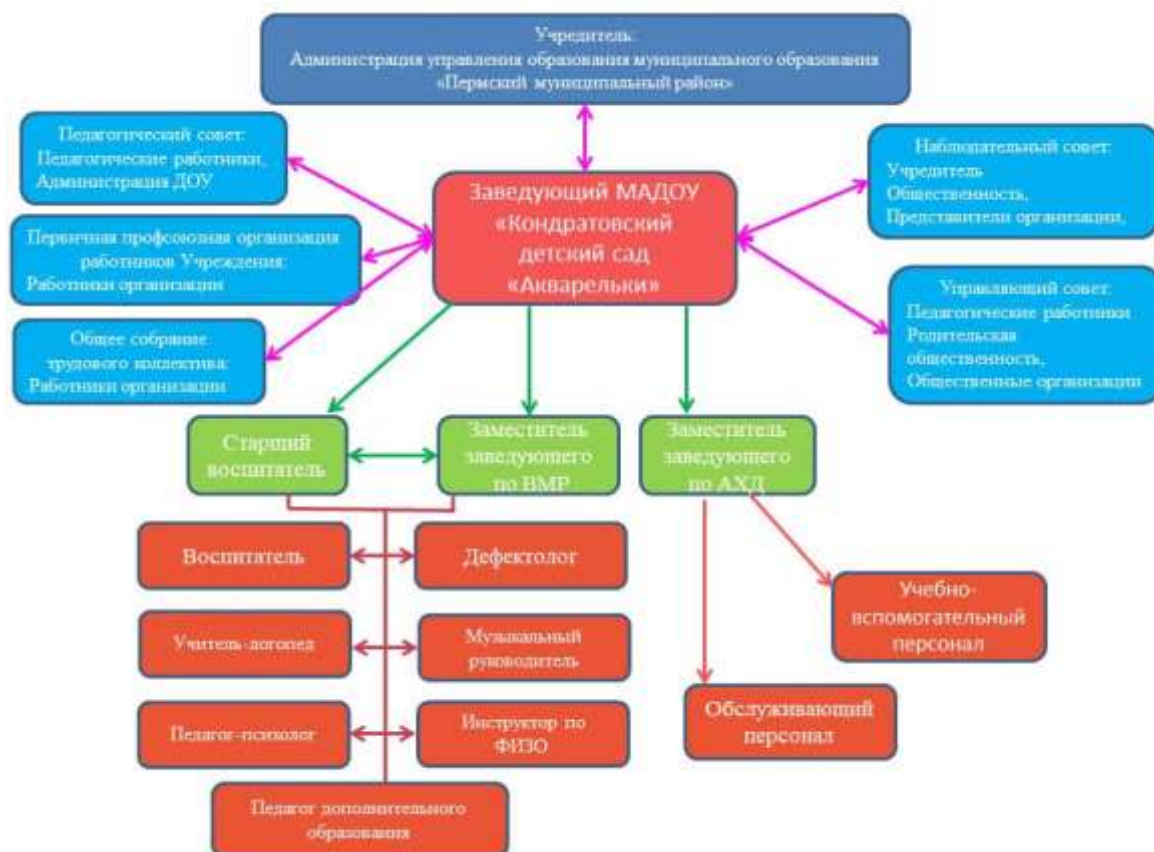 Учредитель:
Администрация управления образования муниципального образования
«Пермский муниципальный район»
Педагогический совет:
Педагогические работники,
Администрация ДОУ
Наблюдательный совет:
Учредитель
Общественность,
Представители организации,
Заведующий МАДОУ
«Кондратовский
детский сад
«Акварельки»
Первичная профсоюзная организация
работников Учреждения:
Работники организации
Управляющий совет:
Педагогические работники
Родительская
общественность,
Общественные организации
Общее собрание
трудового коллектива:
Работники организации
Старший
воспитатель
Заместитель
заведующего
по ВМР
Заместитель
заведующего
по АХД
Воспитатель
Дефектолог
Учебно-
вспомогательный
персонал
Учитель-логопед
Музыкальный
руководитель
Обслуживающий
персонал
Педагог-психолог
Инструктор по
ФИЗО
Педагог дополнительного
образования